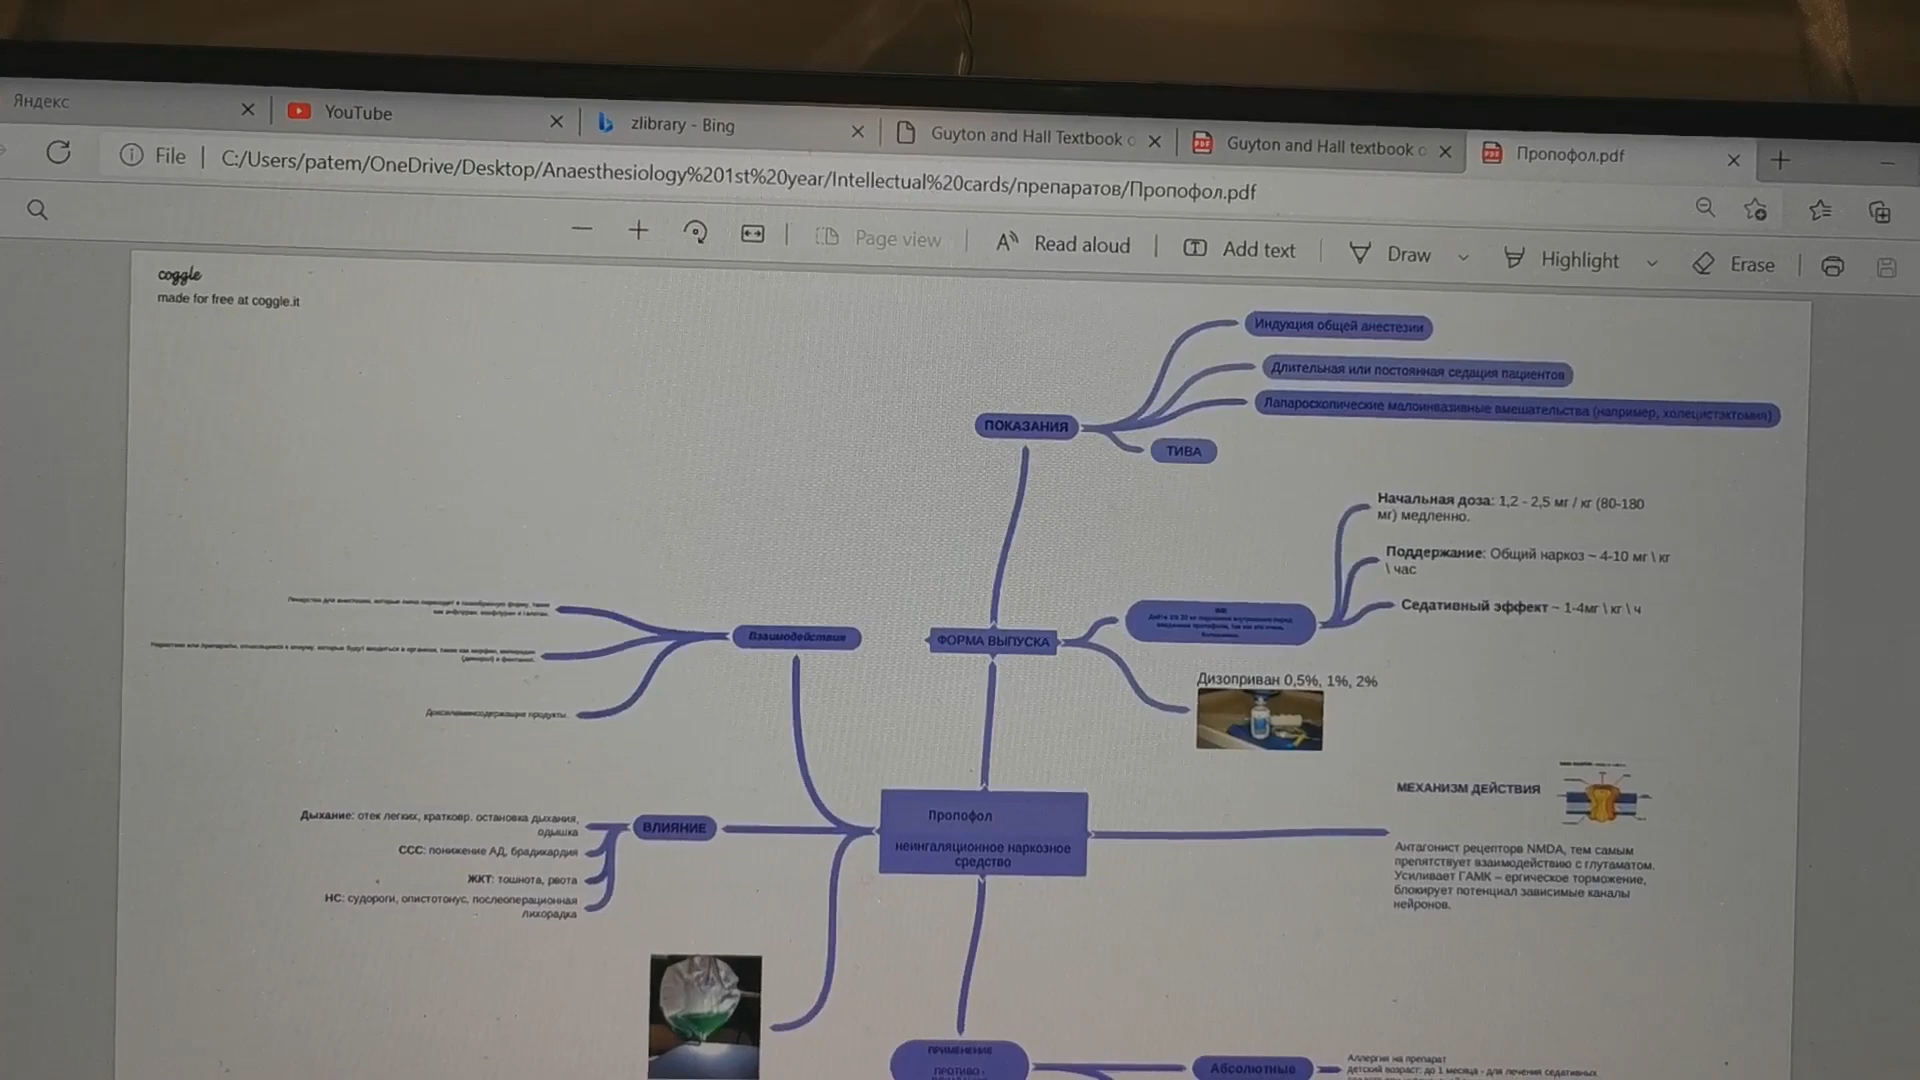 Яндекс
YouTube
zlibrary - Bing
Guyton and Hall Textbook o
Guyton and Hall textbook o
Пропофол.pdf
File
C:/Users/patem/OneDrive/Desktop/Anaesthesiology%201st%20year/Intellectual%20cards/препаратов/Пропофол.pdf
Page view
Read aloud
Add text
Draw
Highlight
Erase
coggle
made for free at coggle.it
Индукция общей анестезии
Длительная или постоянная седация пациентов
Лапароскопические малоинвазивные вмешательства (например, холецистэктомия)
ПОКАЗАНИЯ
ТИВА
Начальная доза: 1,2 - 2,5 мг / кг (80-180
мг) медленно.
Поддержание: Общий наркоз ~ 4-10 мг \ кг
\ час
Седативный эффект ~ 1-4мг \ кг \ ч
Взаимодействия
ФОРМА ВЫПУСКА
продукты.
Дизоприван 0,5%, 1%, 2%
МЕХАНИЗМ ДЕЙСТВИЯ
Антагонист рецепторв NMDA, тем самым
препятствует взаимодействию с глутаматом.
Усиливает ГАМК – ергическое торможение,
блокирует потенциал зависимые каналы
нейронов.
Пропофол
неингаляционное наркозное
средство
ВЛИЯНИЕ
Дыхание: отек легких, кратковр. остановка дыхания,
одышка
ССС: понижение АД, брадикардия
ЖКТ: тошнота, рвота
НС: судороги, опистотонус, послеоперационная
лихорадка
ПРИМЕНЕНИЕ
ПРОТИВО -
Абсолютные
Аллергия на препарат
детский возраст: до 1 месяца - для лечения седативных